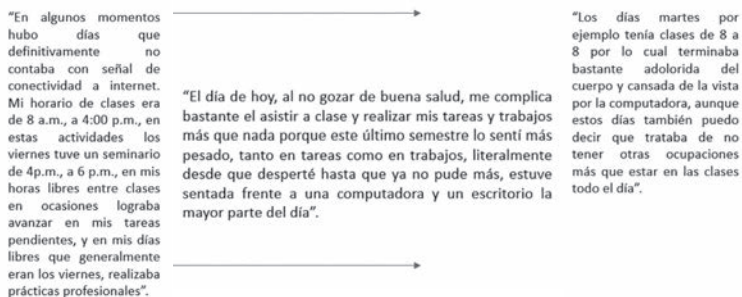 “En algunos momentos
hubo días que
definitivamente no
contaba con señal de
conectividad a internet.
Mi horario de clases era
de 8 a.m., a 4:00 p.m., en
estas actividades los
viernes tuve un seminario
de 4p.m., a 6 p.m., en mis
horas libres entre clases
en ocasiones lograba
avanzar en mis tareas
pendientes, y en mis días
libres que generalmente
eran los viernes, realizaba
prácticas profesionales”.
“El día de hoy, al no gozar de buena salud, me complica
bastante el asistir a clase y realizar mis tareas y trabajos
más que nada porque este último semestre lo sentí más
pesado, tanto en tareas como en trabajos, literalmente
desde que desperté hasta que ya no pude más, estuve
sentada frente a una computadora y un escritorio la
mayor parte del día”.
“Los días martes por
ejemplo tenía clases de 8 a
8 por lo cual terminaba
bastante adolorida del
cuerpo y cansada de la vista
por la computadora, aunque
estos días también puedo
decir que trataba de no
tener otras ocupaciones
más que estar en las clases
todo el día”.